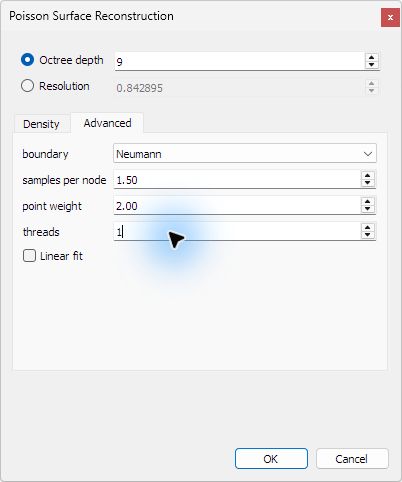 Poisson Surface Reconstruction
x
Octree depth 9
Resolution 0.842895
Density Advanced
boundary Neumann
samples per node 1.50
point weight 2.00
threads 1
Linear fit
OK Cancel